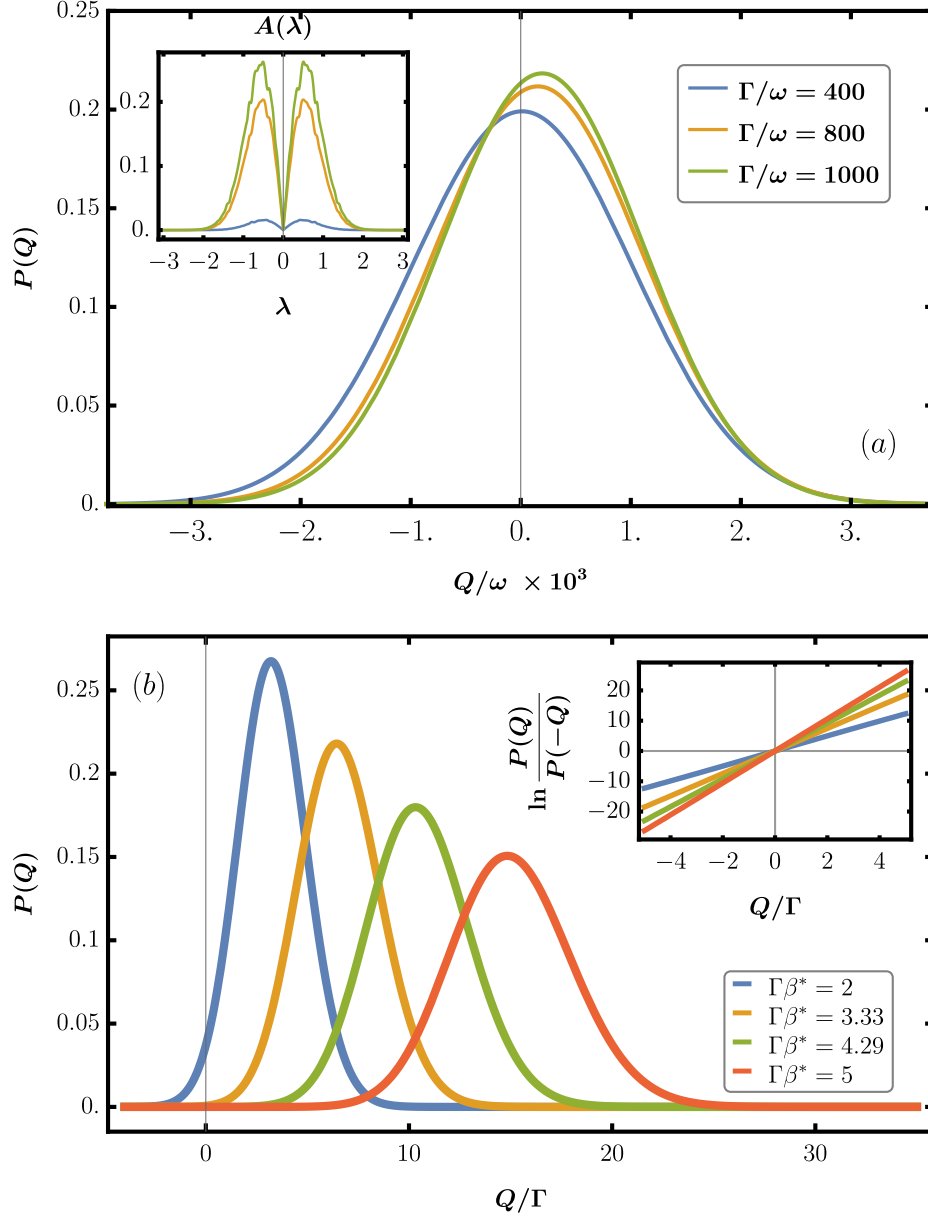 A(λ)
0.25
0.2
0.15
0.1
0.05
0.
P(Q)
0.2
0.1
0.
−3 −2 −1 0 1 2 3
λ
Γ/ω = 400
Γ/ω = 800
Γ/ω = 1000
(a)
−3. −2. −1. 0. 1. 2. 3.
Q/ω × 10³
(b)
0.25
0.2
0.15
0.1
0.05
0.
P(Q)
ln P(Q)/P(−Q)
20
10
0
−10
−20
−4 −2 0 2 4
Q/Γ
Γβ* = 2
Γβ* = 3.33
Γβ* = 4.29
Γβ* = 5
0 10 20 30
Q/Γ